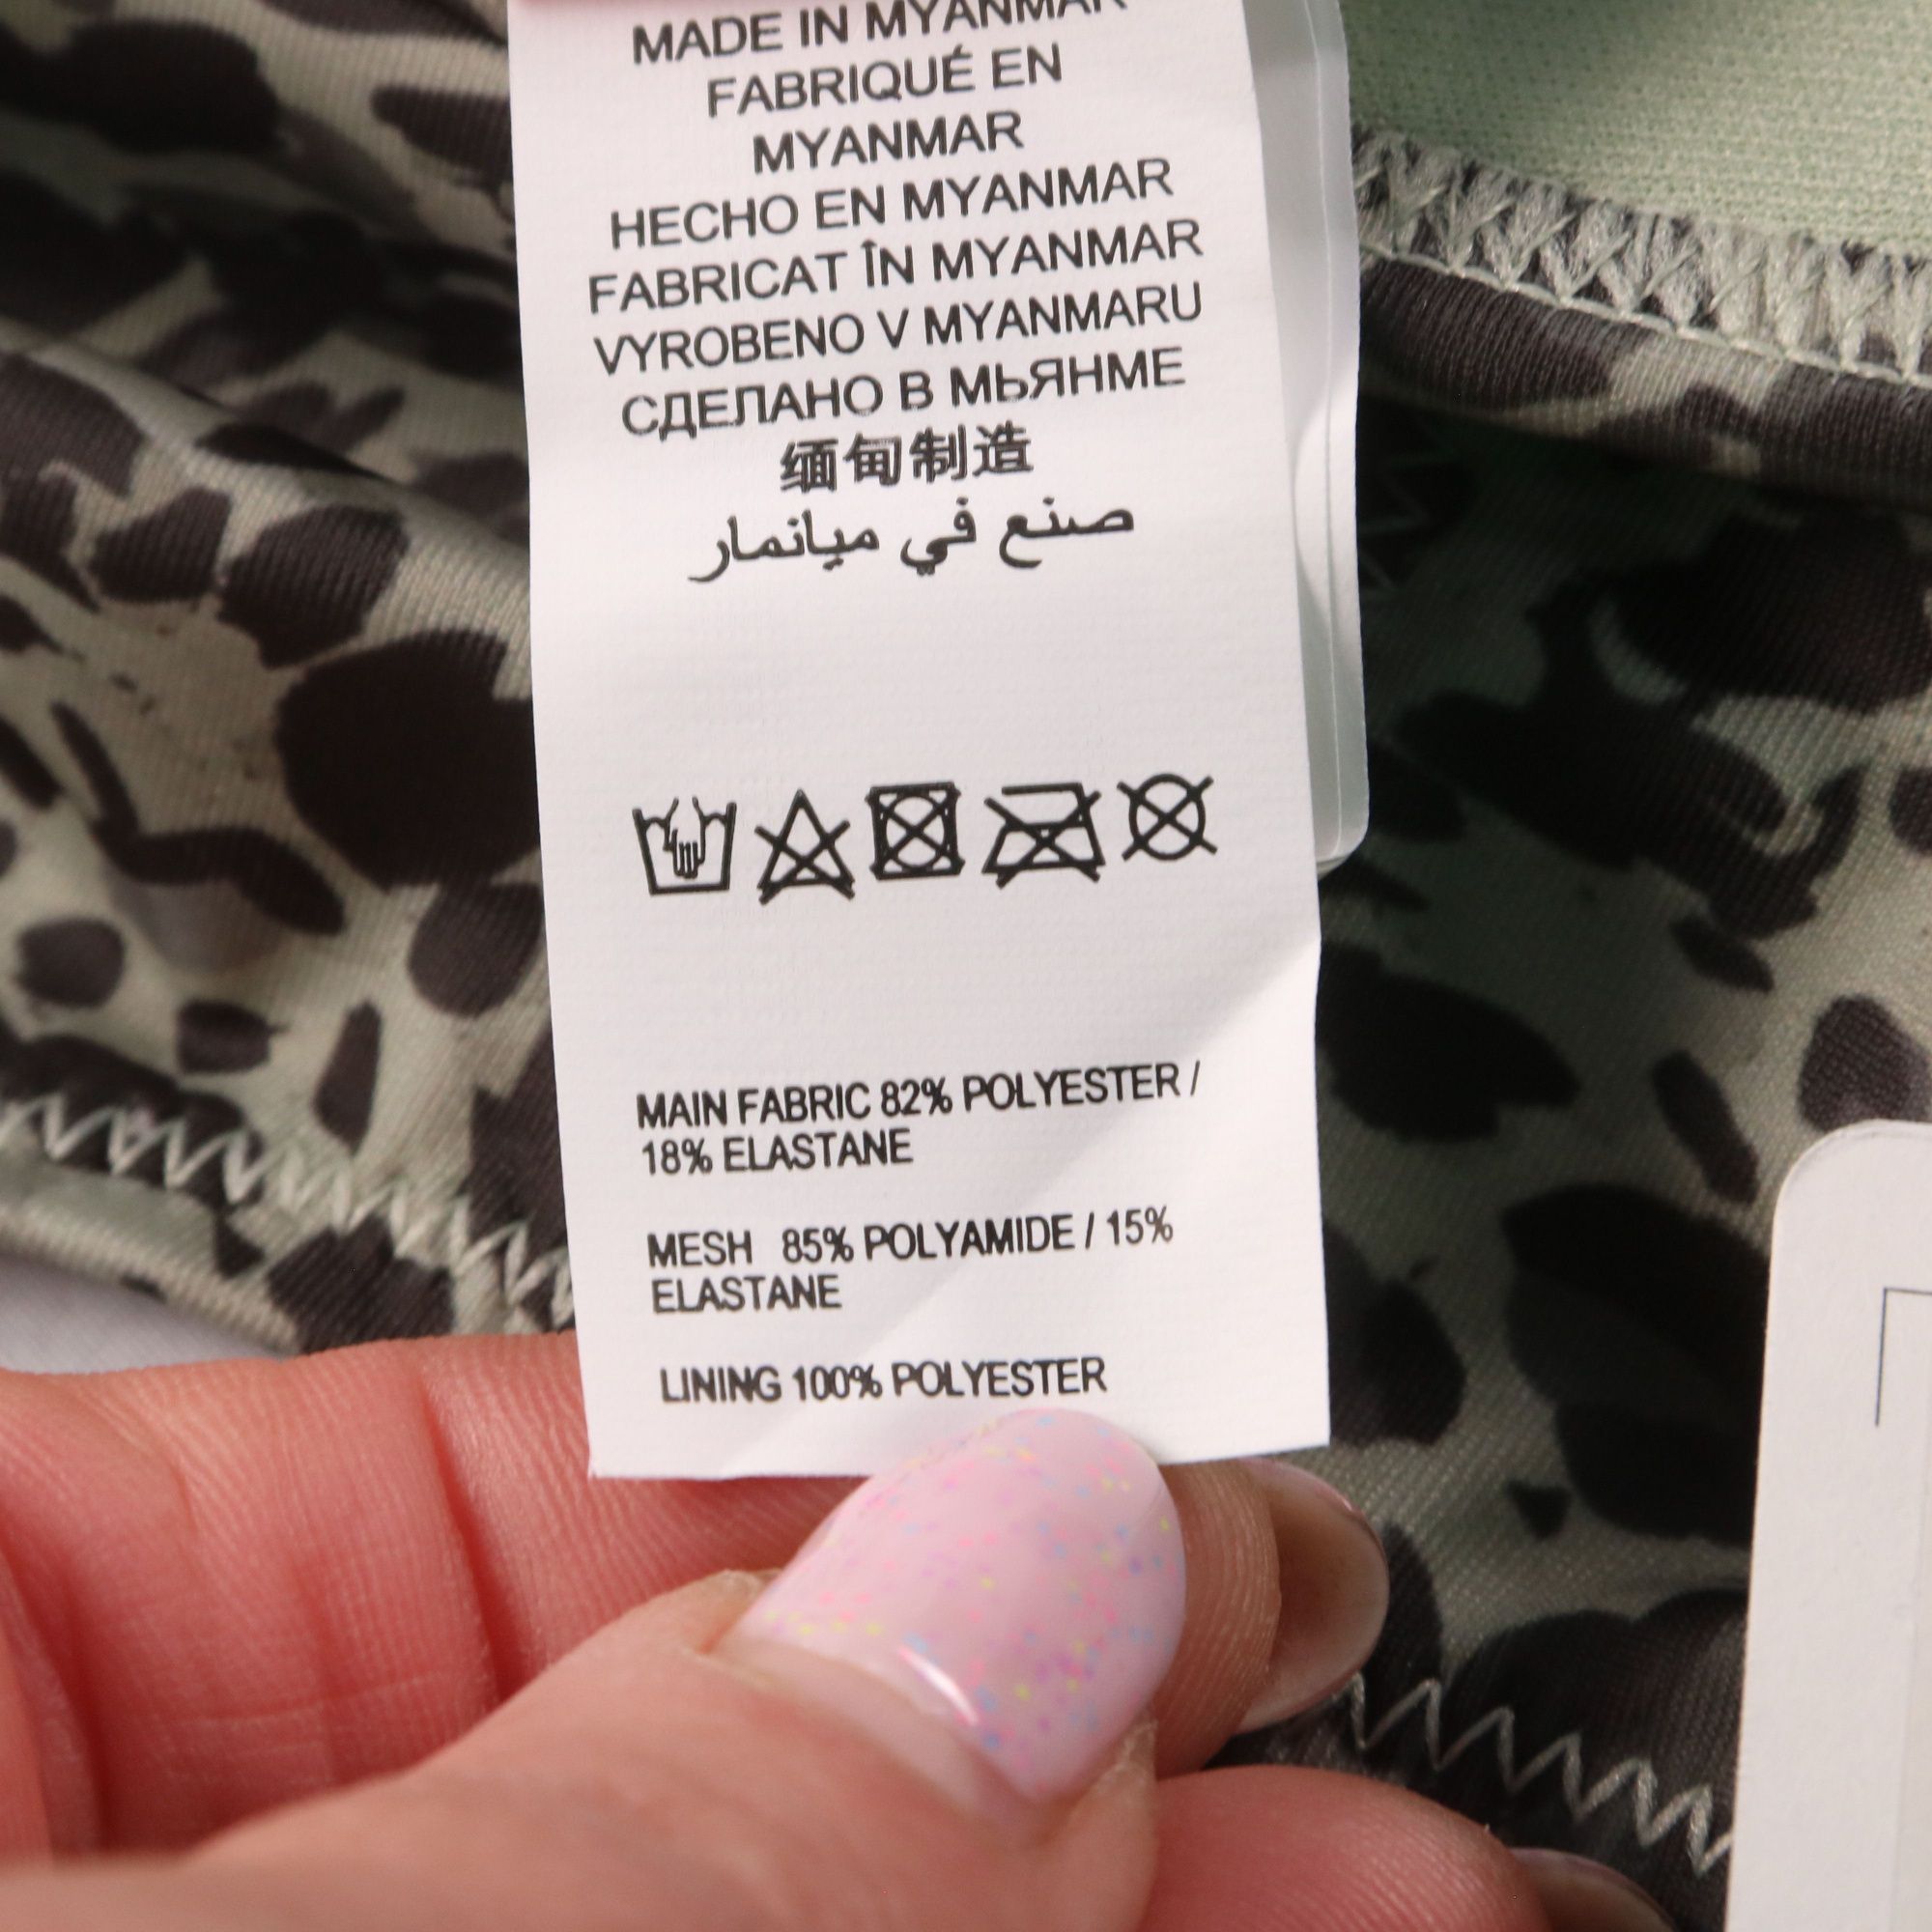 MADE IN MYANMAR
FABRIQUÉ EN
MYANMAR
HECHO EN MYANMAR
FABRICAT ÎN MYANMAR
VYROBENO V MYANMARU
СДЕЛАНО В МЬЯНМЕ
缅甸制造
صنع في ميانمار
MAIN FABRIC 82% POLYESTER /
18% ELASTANE
MESH 85% POLYAMIDE / 15%
ELASTANE
LINING 100% POLYESTER